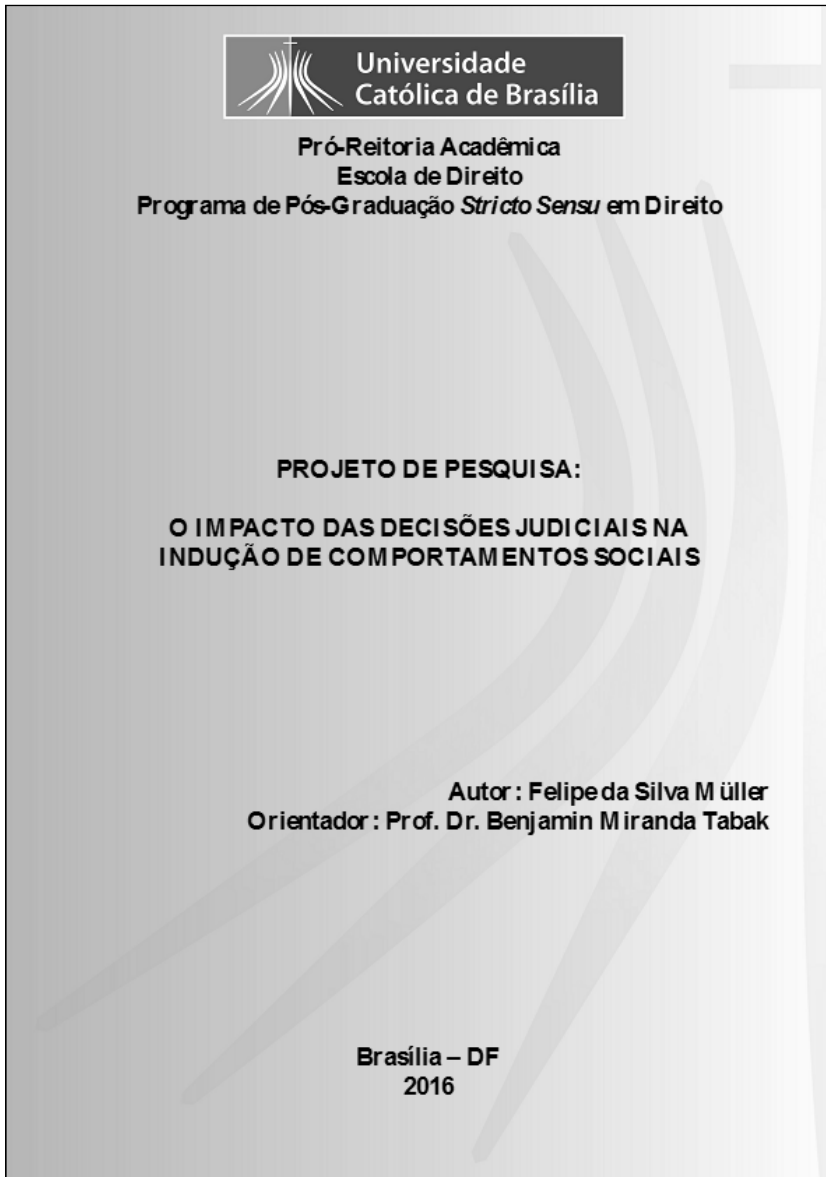 Universidade
Católica de Brasília
Pró-Reitoria Acadêmica
Escola de Direito
Programa de Pós-Graduação Stricto Sensu em Direito
PROJETO DE PESQUISA:
O IMPACTO DAS DECISÕES JUDICIAIS NA
INDUÇÃO DE COMPORTAMENTOS SOCIAIS
Autor: Felipe da Silva Müller
Orientador: Prof. Dr. Benjamin Miranda Tabak
Brasília – DF
2016